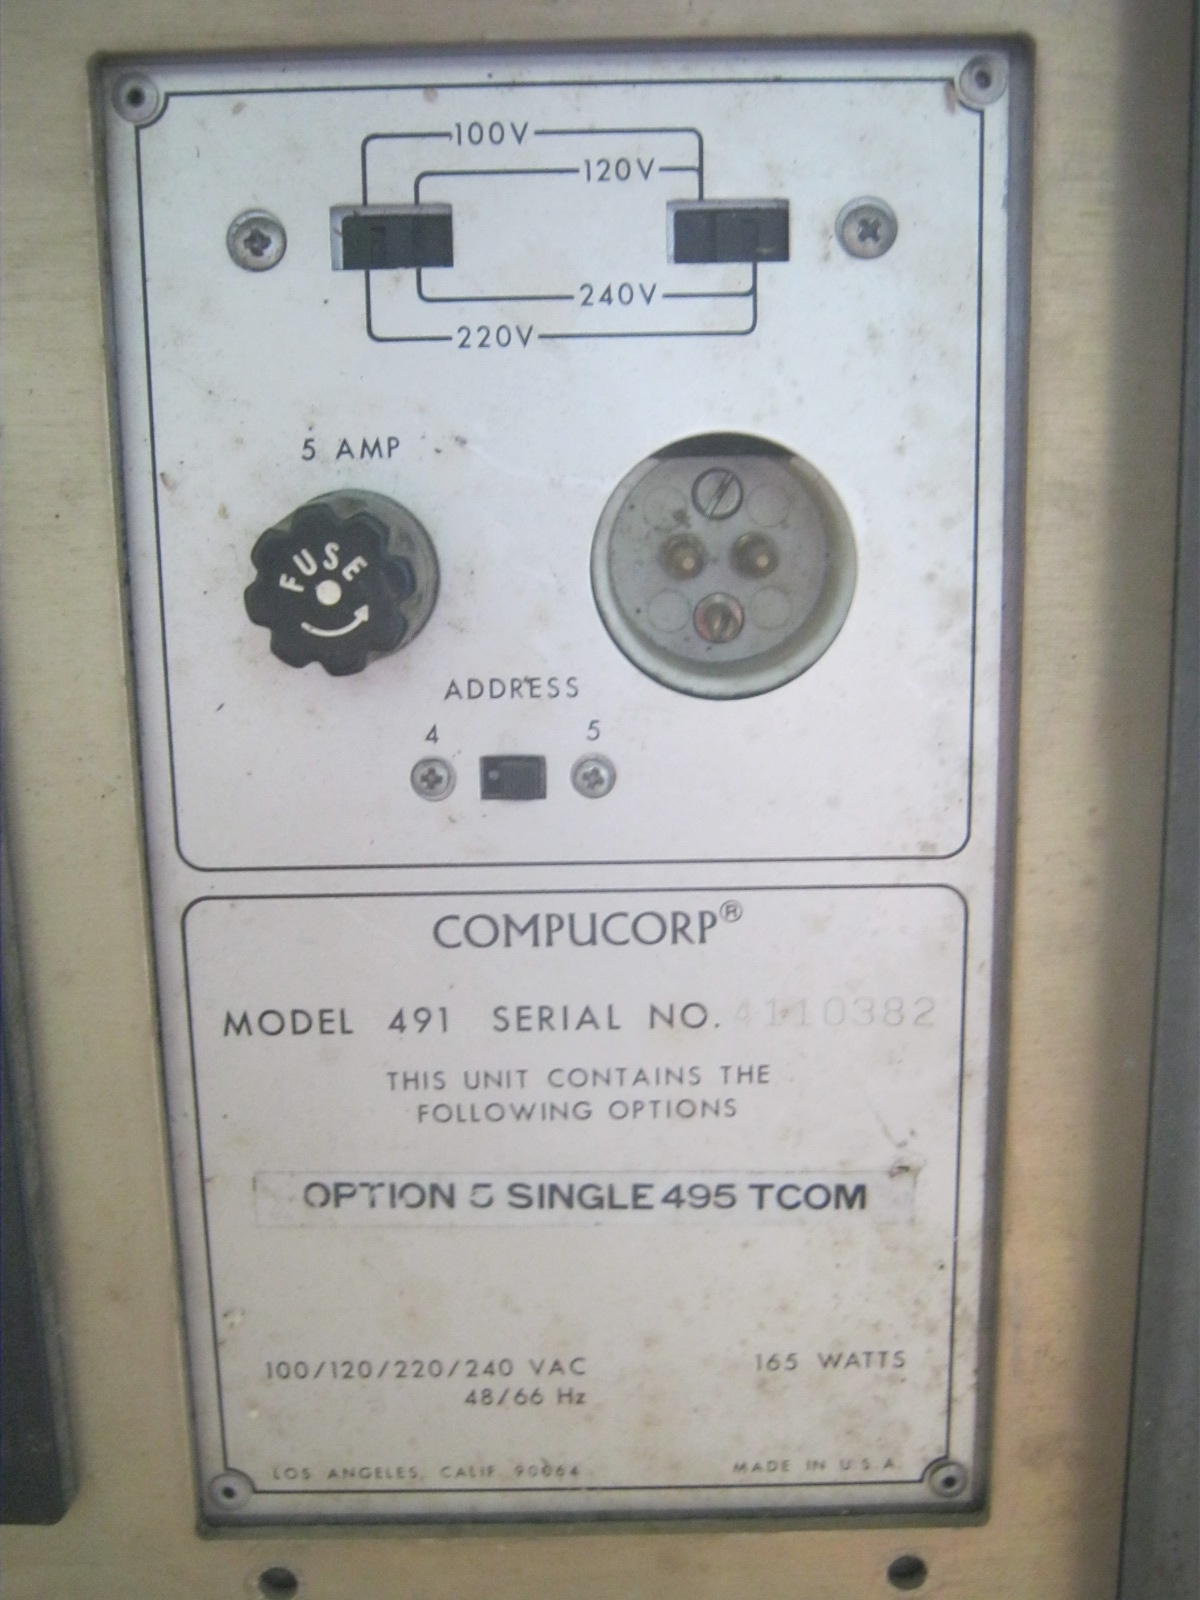 100V
120V
240V
220V
5 AMP
FUSE
ADDRESS
4 5
COMPUCORP®
MODEL 491 SERIAL NO. 4110382
THIS UNIT CONTAINS THE
FOLLOWING OPTIONS
OPTION 5 SINGLE 495 TCOM
100/120/220/240 VAC 165 WATTS
48/66 Hz
LOS ANGELES, CALIF. 90064 MADE IN U.S.A.